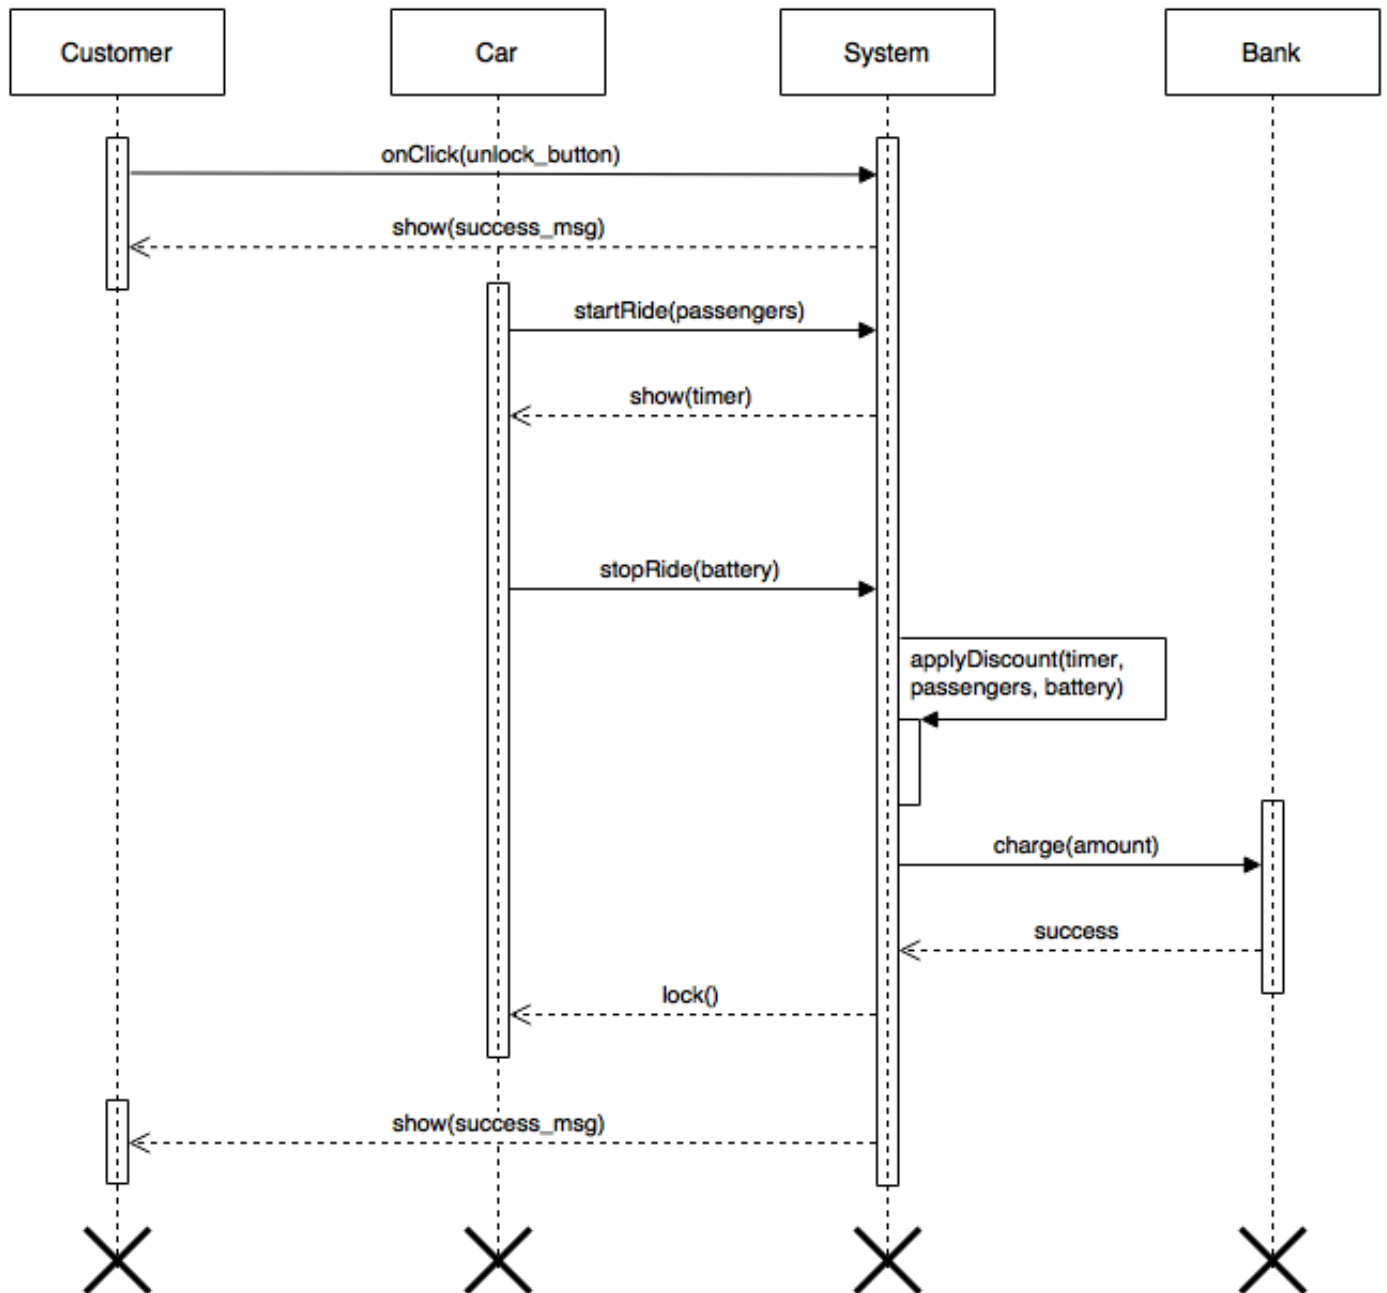 Customer
Car
System
Bank
onClick(unlock_button)
show(success_msg)
startRide(passengers)
show(timer)
stopRide(battery)
applyDiscount(timer,
passengers, battery)
charge(amount)
success
lock()
show(success_msg)